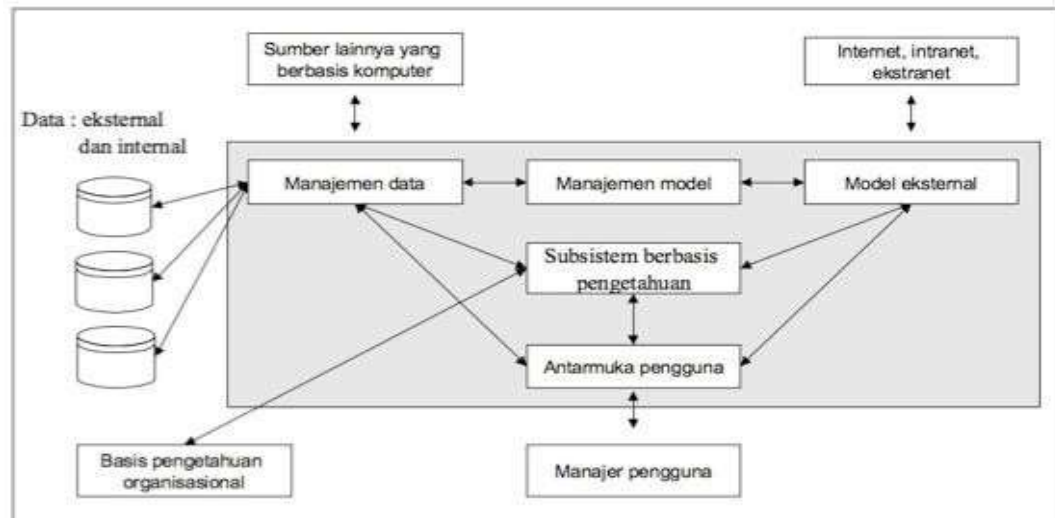 Sumber lainnya yang
berbasis komputer
Internet, intranet,
ekstranet
Data : eksternal
dan internal
Manajemen data
Manajemen model
Model eksternal
Subsistem berbasis
pengetahuan
Antarmuka pengguna
Basis pengetahuan
organisasional
Manajer pengguna